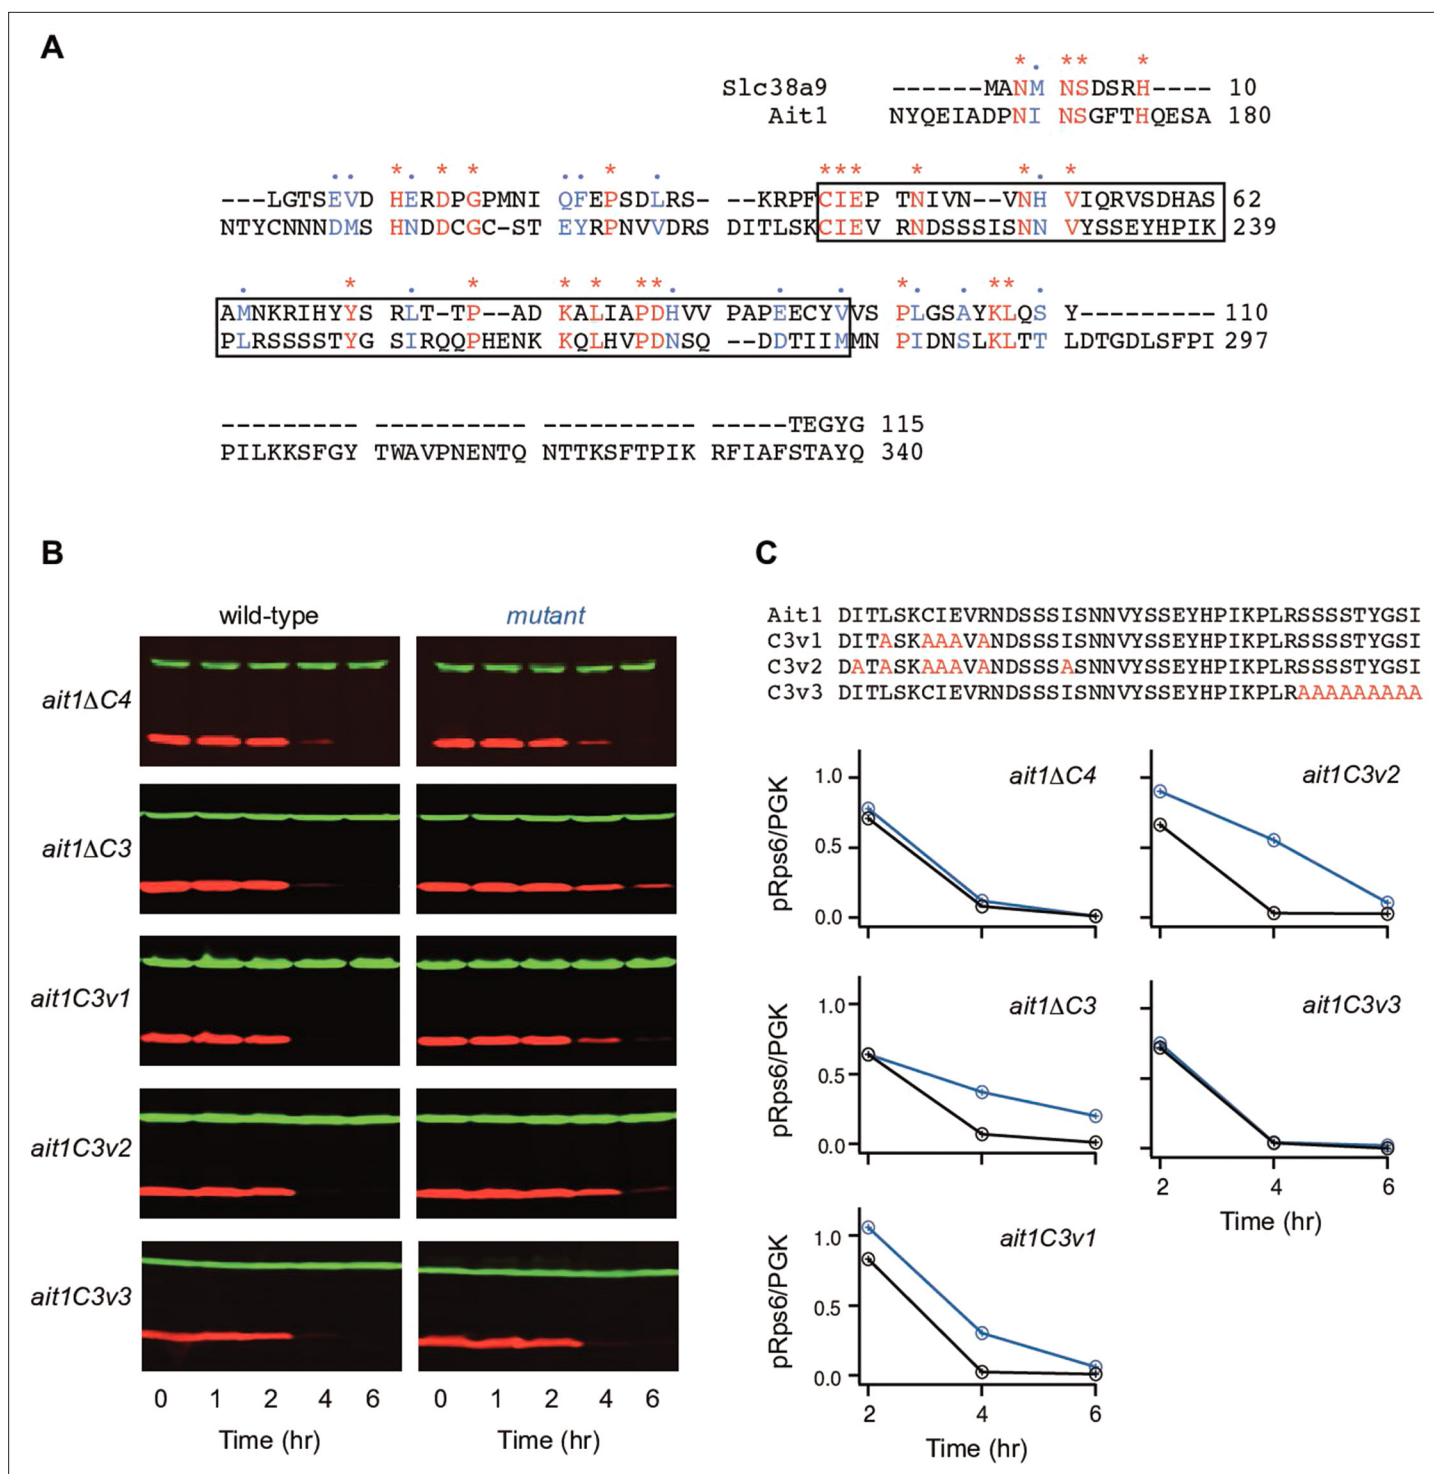 A
* . ** *
Slc38a9 ------MANM NSDSRH---- 10
Ait1 NYQEIADPNI NSGFTHQESA 180
.. *. * * .. * . *** * *. *
---LGTSEVD HERDPGPMNI QFEPSDLRS- -KRPFCIEP TNIVN--VNH VIQRVSDHAS 62
NTYCNNNDMS HNDDCGC-ST EYRPNVVDRS DITLSKCIEV RNDSSSISNN VYSSEYHPIK 239
. * . * * * **. . . *. . ** .
AMNKRIHYYS RLT-TP--AD KALIAPDHVV PAPEECYVVS PLGSAYKLQS Y--------- 110
PLRSSSSTYG SIRQQPHENK KQLHVPDNSQ --DDTIIMMN PIDNSLKLTT LDTGDLSFPI 297
--------- ---------- ---------- -----TEGYG 115
PILKKSFGY TWAVPNENTQ NTTKSFTPIK RFIAFSTAYQ 340
B
wild-type mutant
ait1ΔC4
ait1ΔC3
ait1C3v1
ait1C3v2
ait1C3v3
0 1 2 4 6 0 1 2 4 6
Time (hr) Time (hr)
C
Ait1 DITLSKCIEVRNDSSSISNNVYSSEYHPIKPLRSSSSTYGSI
C3v1 DITASKAAAVANDSSSISNNVYSSEYHPIKPLRSSSSTYGSI
C3v2 DATASKAAAVANDSSSASNNVYSSEYHPIKPLRSSSSTYGSI
C3v3 DITLSKCIEVRNDSSSISNNVYSSEYHPIKPLRAAAAAAAAA
ait1ΔC4
pRps6/PGK
1.0
0.5
0.0
ait1C3v2
ait1ΔC3
pRps6/PGK
1.0
0.5
0.0
ait1C3v3
2 4 6
Time (hr)
ait1C3v1
pRps6/PGK
1.0
0.5
0.0
2 4 6
Time (hr)